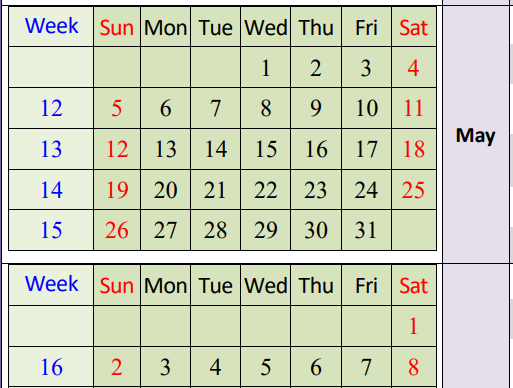 Week Sun Mon Tue Wed Thu Fri Sat
1 2 3 4
12 5 6 7 8 9 10 11
May
13 12 13 14 15 16 17 18
14 19 20 21 22 23 24 25
15 26 27 28 29 30 31
Week Sun Mon Tue Wed Thu Fri Sat
1
16 2 3 4 5 6 7 8